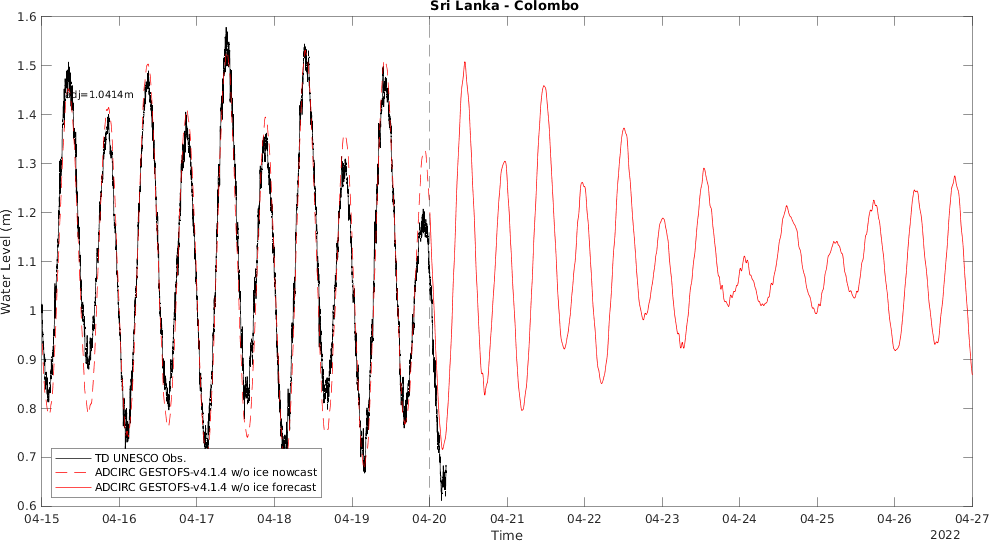 Sri Lanka - Colombo
Water Level (m)
1.6
1.5
1.4
1.3
1.2
1.1
1
0.9
0.8
0.7
0.6
dj=1.0414m
TD UNESCO Obs.
ADCIRC GESTOFS-v4.1.4 w/o ice nowcast
ADCIRC GESTOFS-v4.1.4 w/o ice forecast
04-15 04-16 04-17 04-18 04-19 04-20 04-21 04-22 04-23 04-24 04-25 04-26 04-27
Time
2022